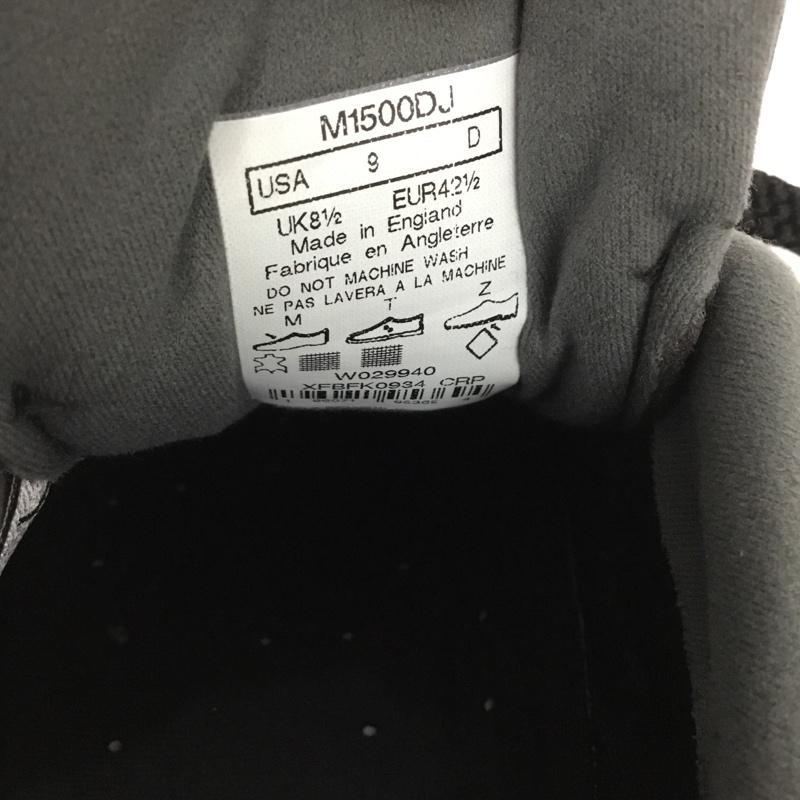 M1500DJ
USA 9 D
UK8½ EUR42½
Made in England
Fabrique en Angleterre
DO NOT MACHINE WASH
NE PAS LAVERA A LA MACHINE
M T Z
W029940
XFBFK0934 CRP